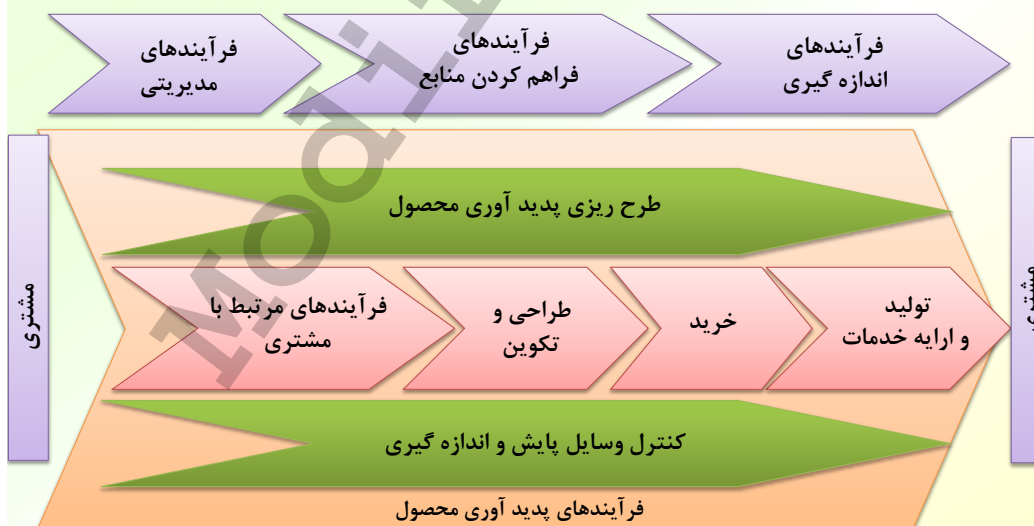 فرآیندهای
مدیریتی
فرآیندهای
فراهم کردن منابع
فرآیندهای
اندازه گیری
مشتری
طرح ریزی پدید آوری محصول
فرآیندهای مرتبط با
مشتری
طراحی و
تکوین
خرید
تولید
و ارایه خدمات
کنترل وسایل پایش و اندازه گیری
فرآیندهای پدید آوری محصول
مشتری